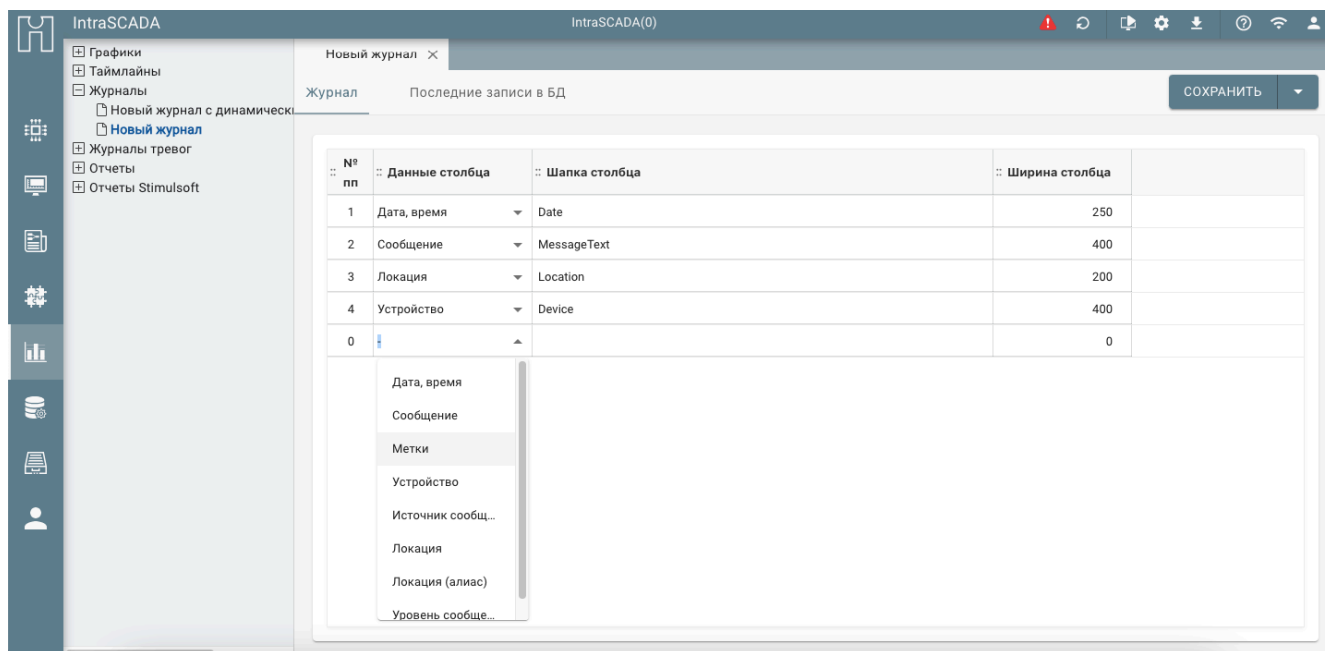 IntraSCADA
IntraSCADA(0)
Графики
Таймлайны
Журналы
Новый журнал с динамически
Новый журнал
Журналы тревог
Отчеты
Отчеты Stimulsoft
Новый журнал
Журнал
Последние записи в БД
СОХРАНИТЬ
№ пп
Данные столбца
Шапка столбца
Ширина столбца
1 Дата, время Date 250
2 Сообщение MessageText 400
3 Локация Location 200
4 Устройство Device 400
0 - 0
Дата, время
Сообщение
Метки
Устройство
Источник сообщ...
Локация
Локация (алиас)
Уровень сообще...